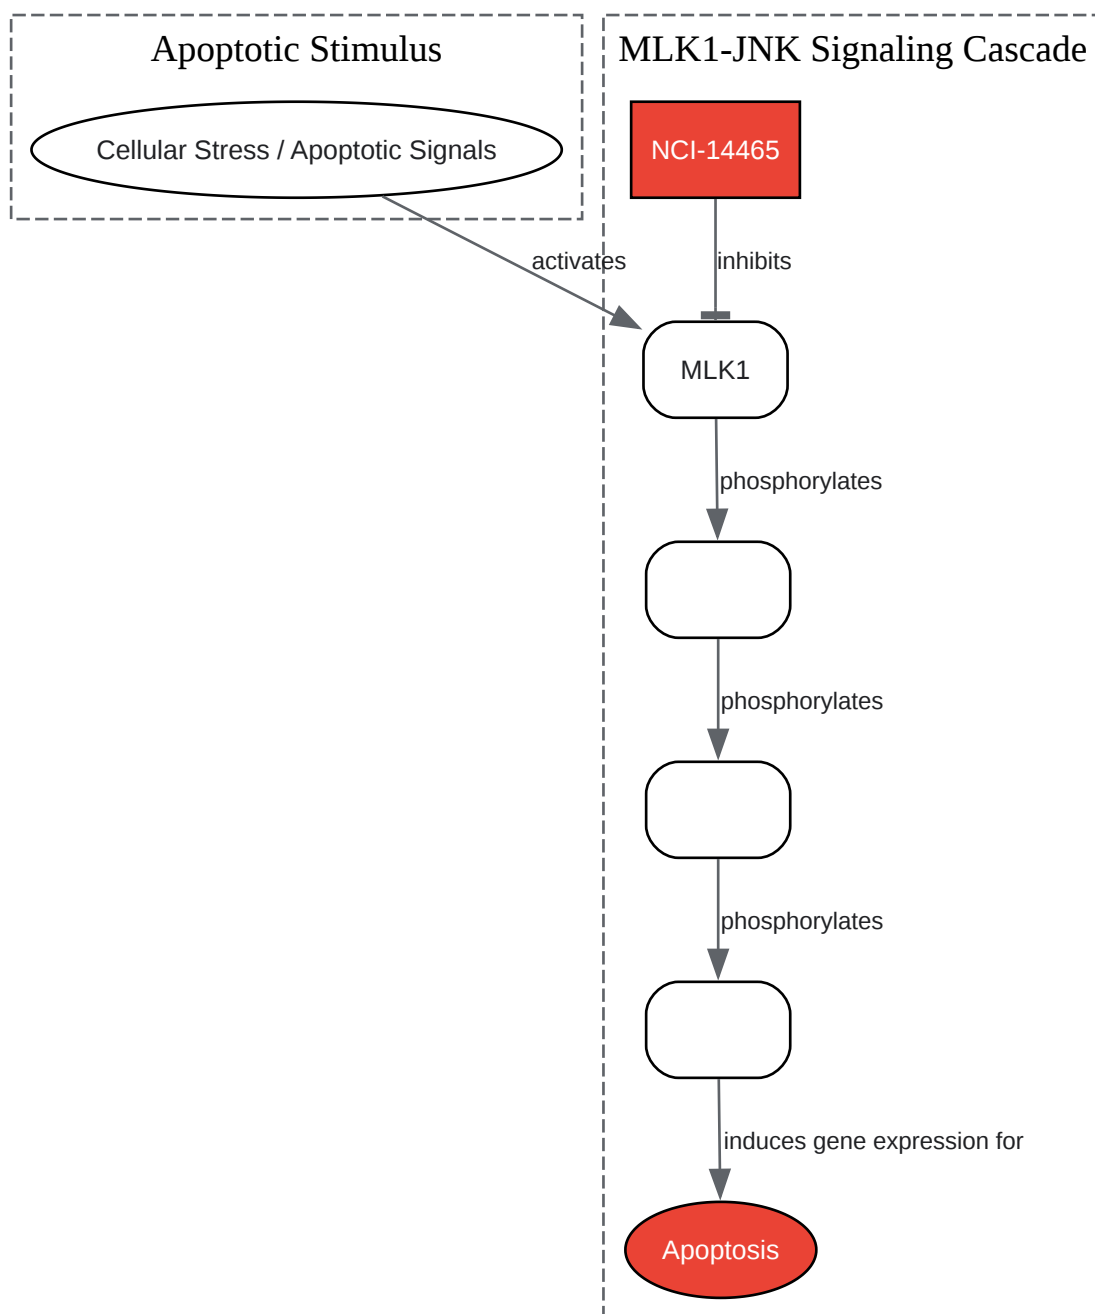 Apoptotic Stimulus
Cellular Stress / Apoptotic Signals
MLK1-JNK Signaling Cascade
NCI-14465
activates
inhibits
MLK1
phosphorylates
phosphorylates
phosphorylates
induces gene expression for
Apoptosis